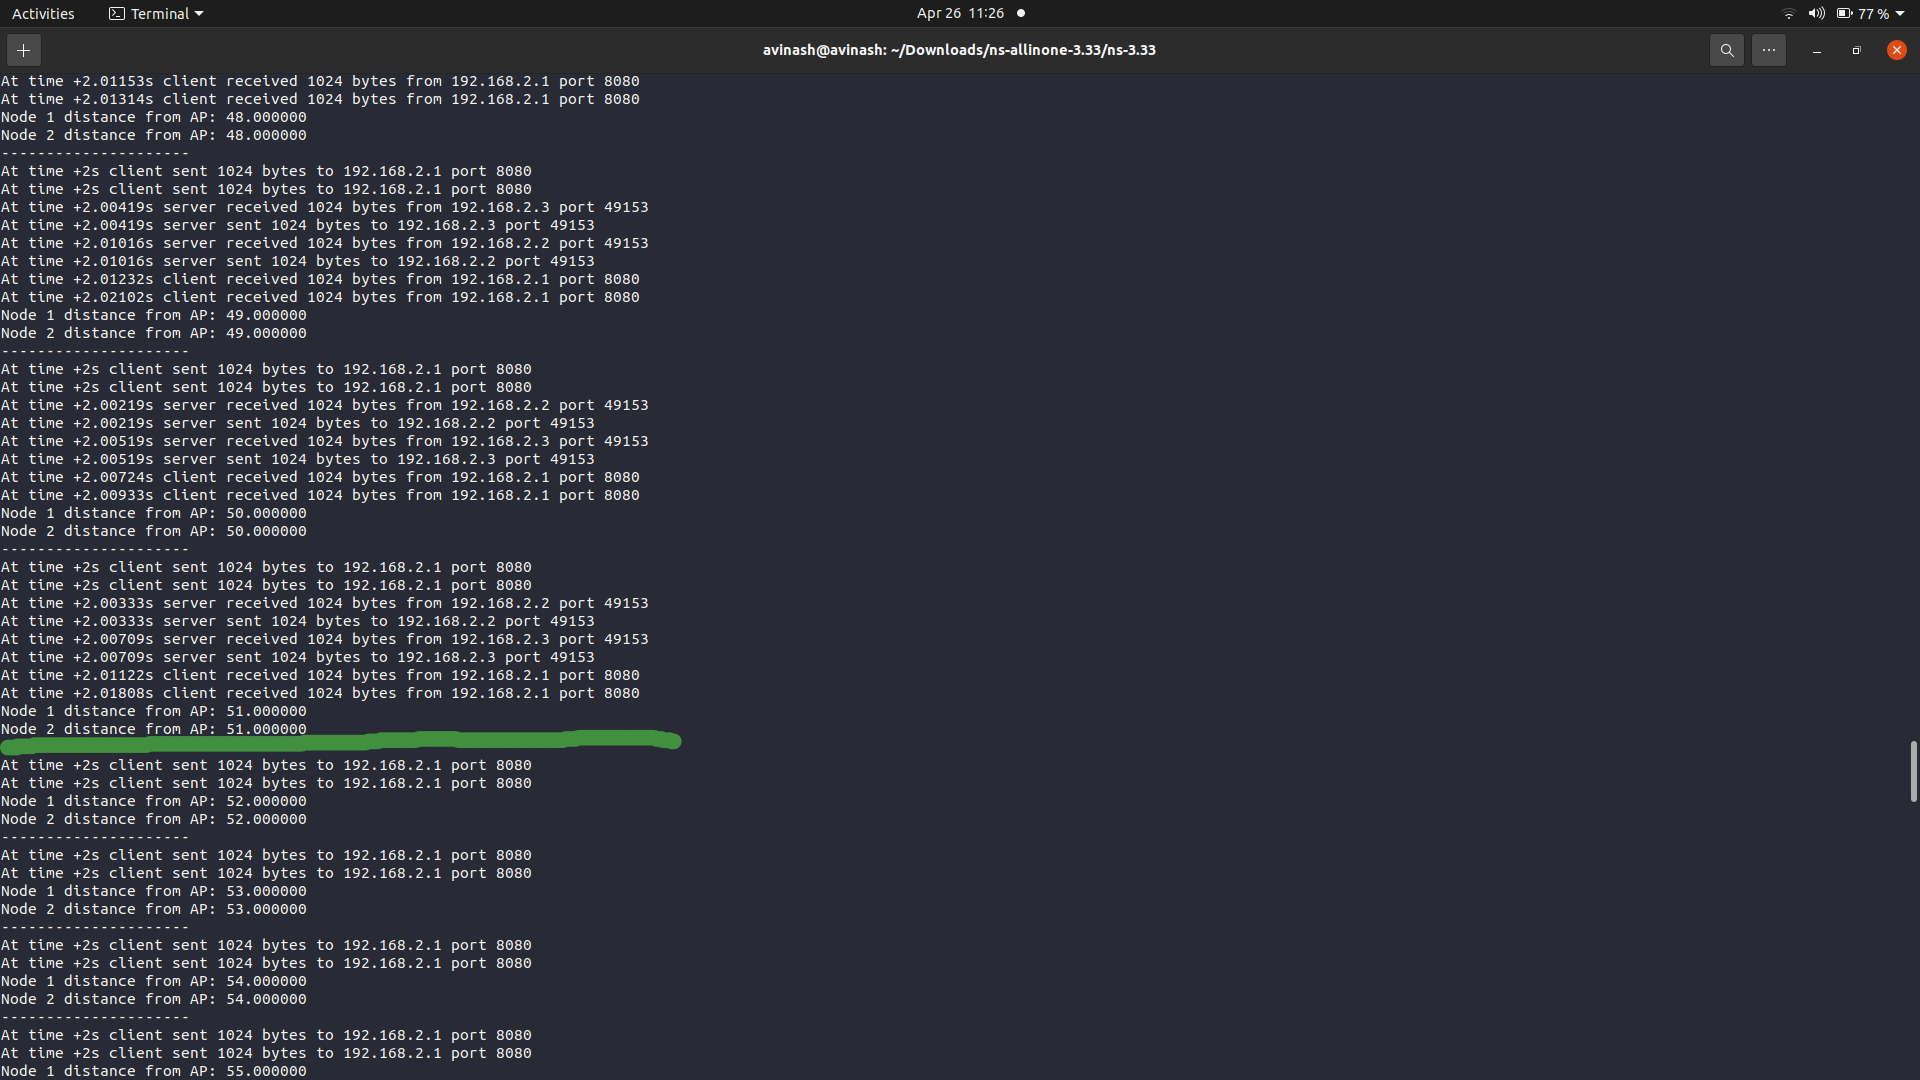 Activities
Terminal
Apr 26 11:26
77 %
avinash@avinash: ~/Downloads/ns-allinone-3.33/ns-3.33
At time +2.01153s client received 1024 bytes from 192.168.2.1 port 8080
At time +2.01314s client received 1024 bytes from 192.168.2.1 port 8080
Node 1 distance from AP: 48.000000
Node 2 distance from AP: 48.000000
---------------------
At time +2s client sent 1024 bytes to 192.168.2.1 port 8080
At time +2s client sent 1024 bytes to 192.168.2.1 port 8080
At time +2.00419s server received 1024 bytes from 192.168.2.3 port 49153
At time +2.00419s server sent 1024 bytes to 192.168.2.3 port 49153
At time +2.01016s server received 1024 bytes from 192.168.2.2 port 49153
At time +2.01016s server sent 1024 bytes to 192.168.2.2 port 49153
At time +2.01232s client received 1024 bytes from 192.168.2.1 port 8080
At time +2.02102s client received 1024 bytes from 192.168.2.1 port 8080
Node 1 distance from AP: 49.000000
Node 2 distance from AP: 49.000000
---------------------
At time +2s client sent 1024 bytes to 192.168.2.1 port 8080
At time +2s client sent 1024 bytes to 192.168.2.1 port 8080
At time +2.00219s server received 1024 bytes from 192.168.2.2 port 49153
At time +2.00219s server sent 1024 bytes to 192.168.2.2 port 49153
At time +2.00519s server received 1024 bytes from 192.168.2.3 port 49153
At time +2.00519s server sent 1024 bytes to 192.168.2.3 port 49153
At time +2.00724s client received 1024 bytes from 192.168.2.1 port 8080
At time +2.00933s client received 1024 bytes from 192.168.2.1 port 8080
Node 1 distance from AP: 50.000000
Node 2 distance from AP: 50.000000
---------------------
At time +2s client sent 1024 bytes to 192.168.2.1 port 8080
At time +2s client sent 1024 bytes to 192.168.2.1 port 8080
At time +2.00333s server received 1024 bytes from 192.168.2.2 port 49153
At time +2.00333s server sent 1024 bytes to 192.168.2.2 port 49153
At time +2.00709s server received 1024 bytes from 192.168.2.3 port 49153
At time +2.00709s server sent 1024 bytes to 192.168.2.3 port 49153
At time +2.01122s client received 1024 bytes from 192.168.2.1 port 8080
At time +2.01808s client received 1024 bytes from 192.168.2.1 port 8080
Node 1 distance from AP: 51.000000
Node 2 distance from AP: 51.000000
At time +2s client sent 1024 bytes to 192.168.2.1 port 8080
At time +2s client sent 1024 bytes to 192.168.2.1 port 8080
Node 1 distance from AP: 52.000000
Node 2 distance from AP: 52.000000
---------------------
At time +2s client sent 1024 bytes to 192.168.2.1 port 8080
At time +2s client sent 1024 bytes to 192.168.2.1 port 8080
Node 1 distance from AP: 53.000000
Node 2 distance from AP: 53.000000
---------------------
At time +2s client sent 1024 bytes to 192.168.2.1 port 8080
At time +2s client sent 1024 bytes to 192.168.2.1 port 8080
Node 1 distance from AP: 54.000000
Node 2 distance from AP: 54.000000
---------------------
At time +2s client sent 1024 bytes to 192.168.2.1 port 8080
At time +2s client sent 1024 bytes to 192.168.2.1 port 8080
Node 1 distance from AP: 55.000000